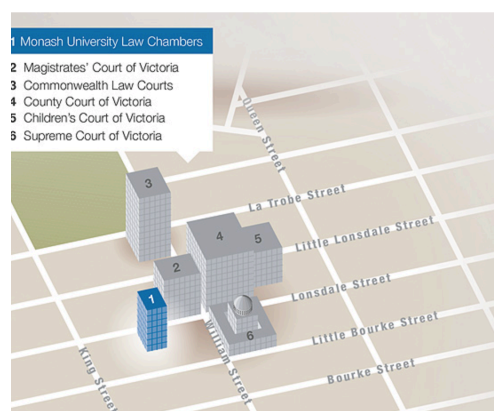 1 Monash University Law Chambers
2 Magistrates' Court of Victoria
3 Commonwealth Law Courts
4 County Court of Victoria
5 Children's Court of Victoria
6 Supreme Court of Victoria
Queen Street
La Trobe Street
3
4
5
Little Lonsdale Street
2
Lonsdale Street
1
6
Little Bourke Street
William Street
King Street
Bourke Street